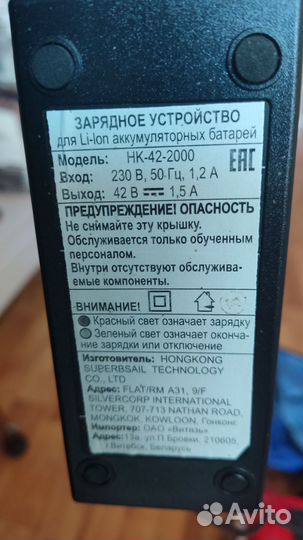 ЗАРЯДНОЕ УСТРОЙСТВО
для Li-Ion аккумуляторных батарей
Модель: HK-42-2000
Вход: 230 В, 50 Гц, 1,2 А
Выход: 42 В 1,5 А
EAC
ПРЕДУПРЕЖДЕНИЕ! ОПАСНОСТЬ
Не снимайте эту крышку.
Обслуживается только обученным
персоналом.
Внутри отсутствуют обслужива-
емые компоненты.
ВНИМАНИЕ!
Красный свет означает зарядку
Зеленый свет означает оконча-
ние зарядки или отключение
Изготовитель: HONGKONG
SUPERBSAIL TECHNOLOGY
CO., LTD
Адрес: FLAT/RM A31, 9/F
SILVERCORP INTERNATIONAL
TOWER, 707-713 NATHAN ROAD,
MONGKOK, KOWLOON, Гонконг.
Импортер: ОАО «Витязь»
Адрес: 13а, ул.П.Бровки, 210605,
г.Витебск, Беларусь
Avito